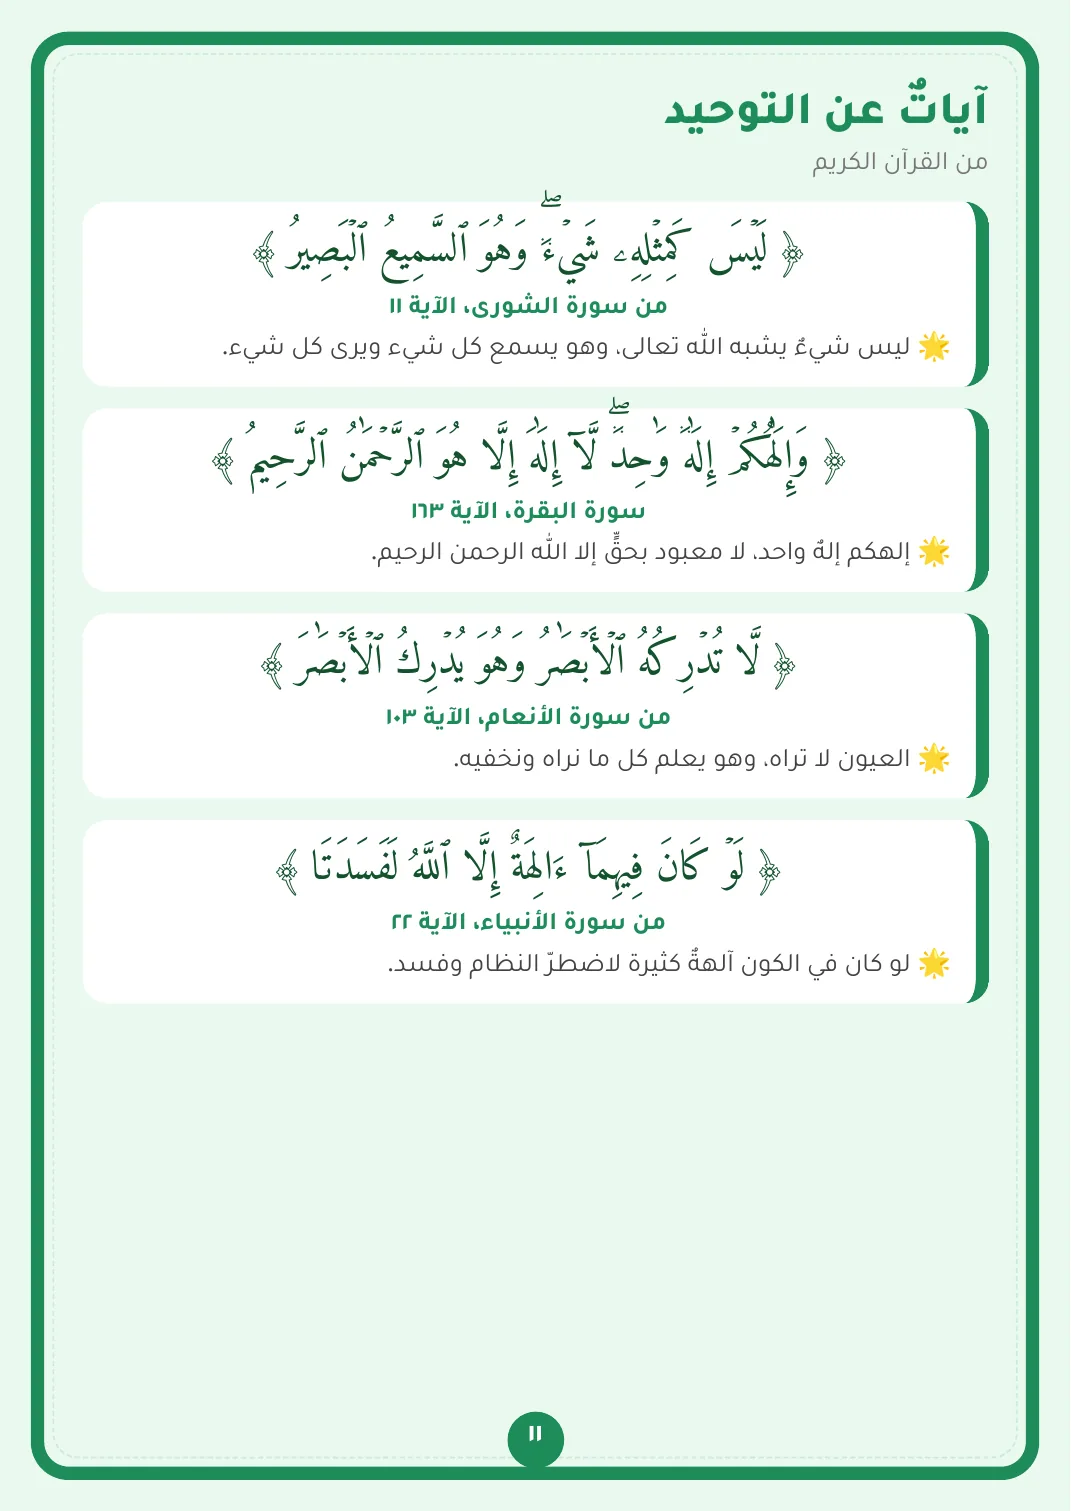 آياتٌ عن التوحيد
من القرآن الكريم
﴿ لَيْسَ كَمِثْلِهِۦ شَيْءٌۖ وَهُوَ ٱلسَّمِيعُ ٱلْبَصِيرُ ﴾
من سورة الشورى، الآية ١١
🌟 ليس شيءٌ يشبه الله تعالى، وهو يسمع كل شيء ويرى كل شيء.
﴿ وَإِلَٰهُكُمْ إِلَٰهٌ وَٰحِدٌۖ لَّآ إِلَٰهَ إِلَّا هُوَ ٱلرَّحْمَٰنُ ٱلرَّحِيمُ ﴾
سورة البقرة، الآية ١٦٣
🌟 إلهكم إلهٌ واحد، لا معبود بحقٍّ إلا الله الرحمن الرحيم.
﴿ لَّا تُدْرِكُهُ ٱلْأَبْصَٰرُ وَهُوَ يُدْرِكُ ٱلْأَبْصَٰرَ ﴾
من سورة الأنعام، الآية ١٠٣
🌟 العيون لا تراه، وهو يعلم كل ما نراه ونخفيه.
﴿ لَوْ كَانَ فِيهِمَآ ءَالِهَةٌ إِلَّا ٱللَّهُ لَفَسَدَتَا ﴾
من سورة الأنبياء، الآية ٢٢
🌟 لو كان في الكون آلهةٌ كثيرة لاضطرّ النظام وفسد.
١١